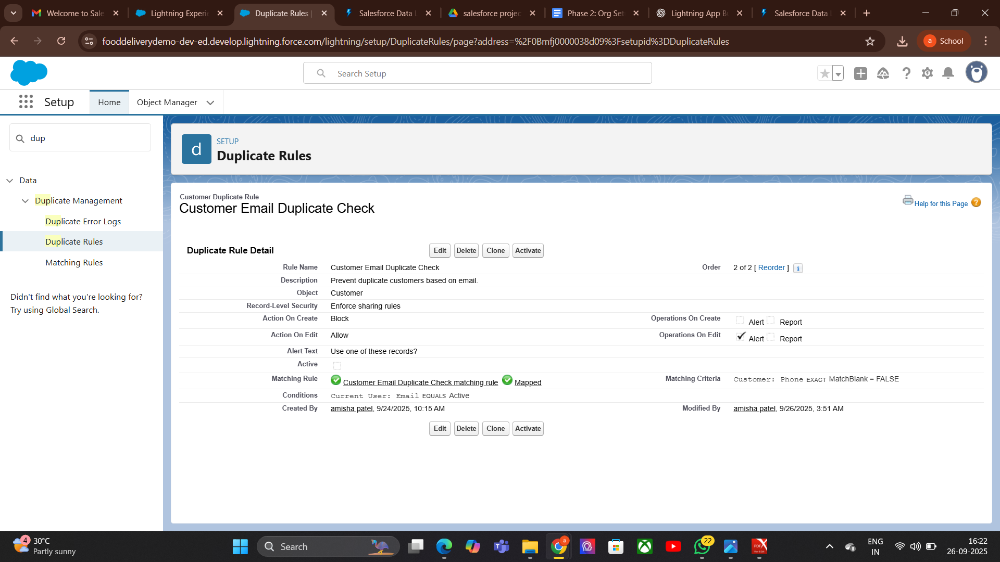 Welcome to Sale
Lightning Experie
Duplicate Rules |
Salesforce Data L
salesforce projec
Phase 2: Org Set
Lightning App B
Salesforce Data
fooddeliverydemo-dev-ed.develop.lightning.force.com/lightning/setup/DuplicateRules/page?address=%2F0Bmfj0000038d09%3Fsetupid%3DDuplicateRules
a School
Search Setup
Setup
Home
Object Manager
dup
Data
Duplicate Management
Duplicate Error Logs
Duplicate Rules
Matching Rules
Didn't find what you're looking for?
Try using Global Search.
d
SETUP
Duplicate Rules
Customer Duplicate Rule
Customer Email Duplicate Check
Help for this Page ?
Duplicate Rule Detail
Edit Delete Clone Activate
Rule Name Customer Email Duplicate Check Order 2 of 2 [ Reorder ] i
Description Prevent duplicate customers based on email.
Object Customer
Record-Level Security Enforce sharing rules
Action On Create Block Operations On Create Alert Report
Action On Edit Allow Operations On Edit Alert Report
Alert Text Use one of these records?
Active
Matching Rule Customer Email Duplicate Check matching rule Mapped Matching Criteria Customer: Phone EXACT MatchBlank = FALSE
Conditions Current User: Email EQUALS Active
Created By amisha patel, 9/24/2025, 10:15 AM Modified By amisha patel, 9/26/2025, 3:51 AM
Edit Delete Clone Activate
4
30°C
Partly sunny
Search
a
22
PDF
ENG
IN
16:22
26-09-2025